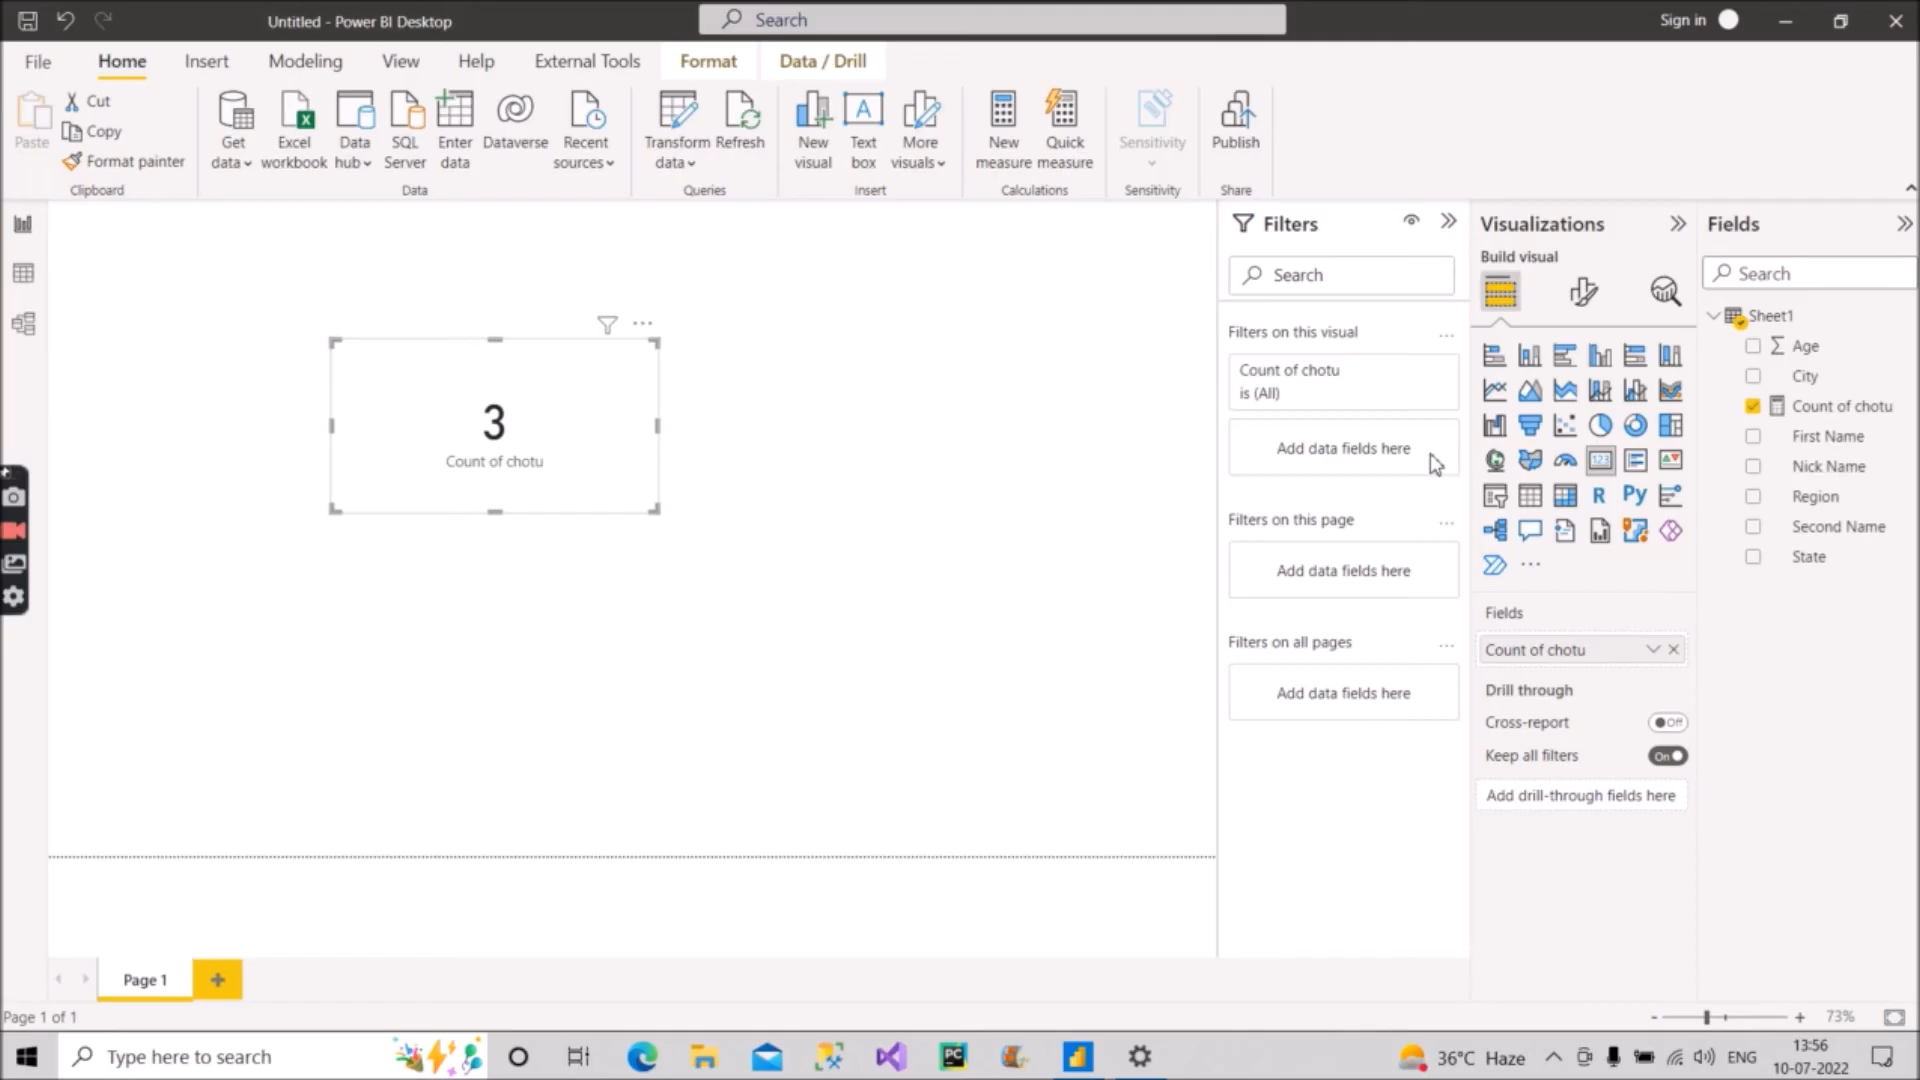 Untitled - Power BI Desktop
Search
Sign in
File
Home
Insert
Modeling
View
Help
External Tools
Format
Data / Drill
Paste
Cut
Copy
Format painter
Clipboard
Get data
Excel workbook
Data hub
SQL Server
Enter data
Dataverse
Recent sources
Data
Transform data
Refresh
Queries
New visual
A
Text box
More visuals
Insert
New measure
Quick measure
Calculations
Sensitivity
Sensitivity
Publish
Share
3
Count of chotu
Filters
Search
Filters on this visual
Count of chotu
is (All)
Add data fields here
Filters on this page
Add data fields here
Filters on all pages
Add data fields here
Visualizations
Build visual
123
R
Py
Fields
Count of chotu
Drill through
Cross-report
Off
Keep all filters
On
Add drill-through fields here
Fields
Search
Sheet1
Age
City
Count of chotu
First Name
Nick Name
Region
Second Name
State
Page 1
Page 1 of 1
73%
Type here to search
PC
36°C Haze
ENG
13:56
10-07-2022